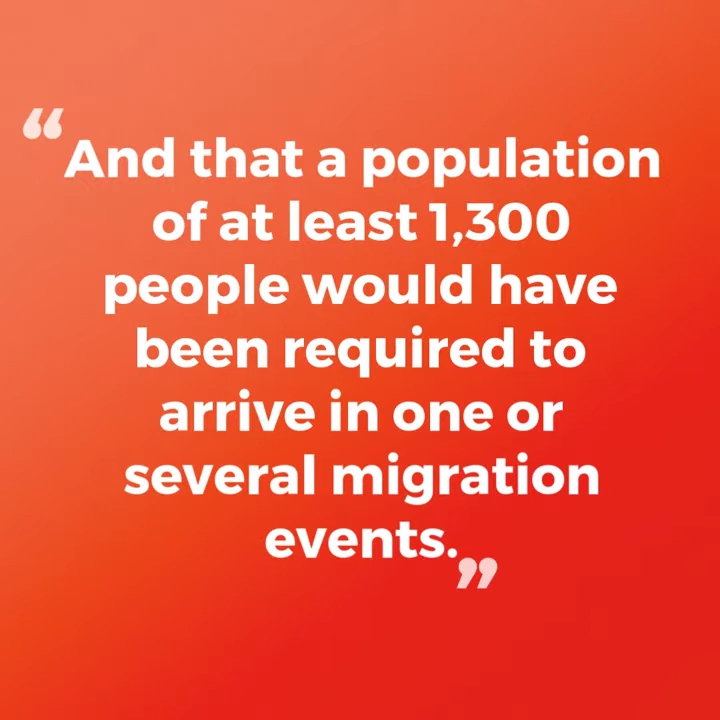 “And that a population
of at least 1,300
people would have
been required to
arrive in one or
several migration
events.”